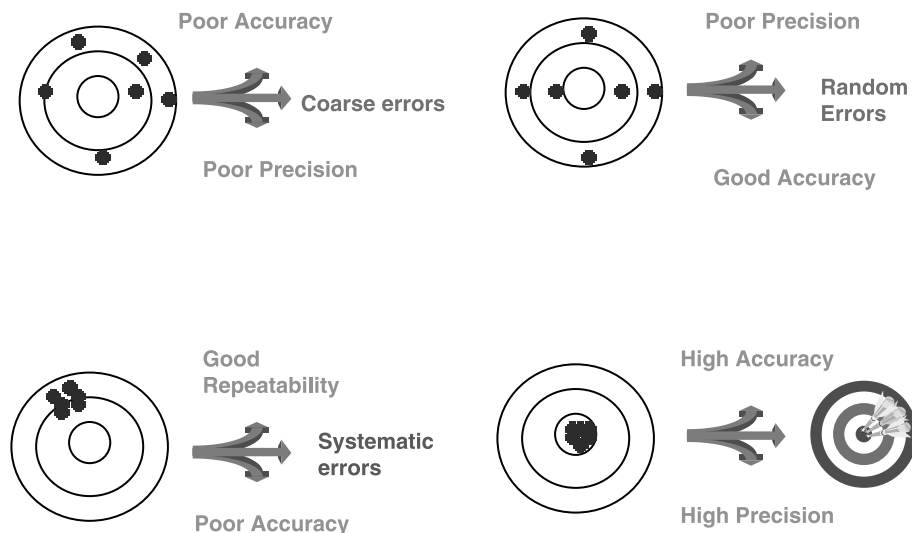 Poor Accuracy
Coarse errors
Poor Precision
Poor Precision
Random
Errors
Good Accuracy
Good
Repeatability
Systematic
errors
Poor Accuracy
High Accuracy
High Precision